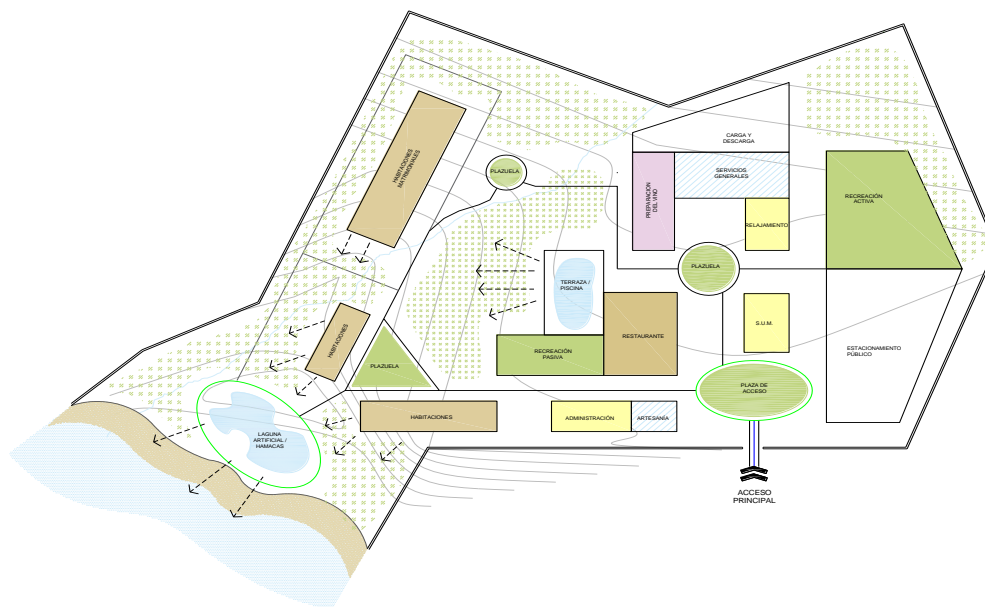 CARGA Y
DESCARGA
HABITACIONES
MATRIMONIALES
PLAZUELA
SERVICIOS
GENERALES
PREPARACION
DEL VINO
RECREACIÓN
ACTIVA
RELAJAMIENTO
PLAZUELA
TERRAZA /
PISCINA
S.U.M.
HABITACIONES
RESTAURANTE
RECREACIÓN
PASIVA
ESTACIONAMIENTO
PÚBLICO
PLAZUELA
PLAZA DE
ACCESO
HABITACIONES
ADMINISTRACIÓN
ARTESANÍA
LAGUNA
ARTIFICIAL /
HAMACAS
ACCESO
PRINCIPAL